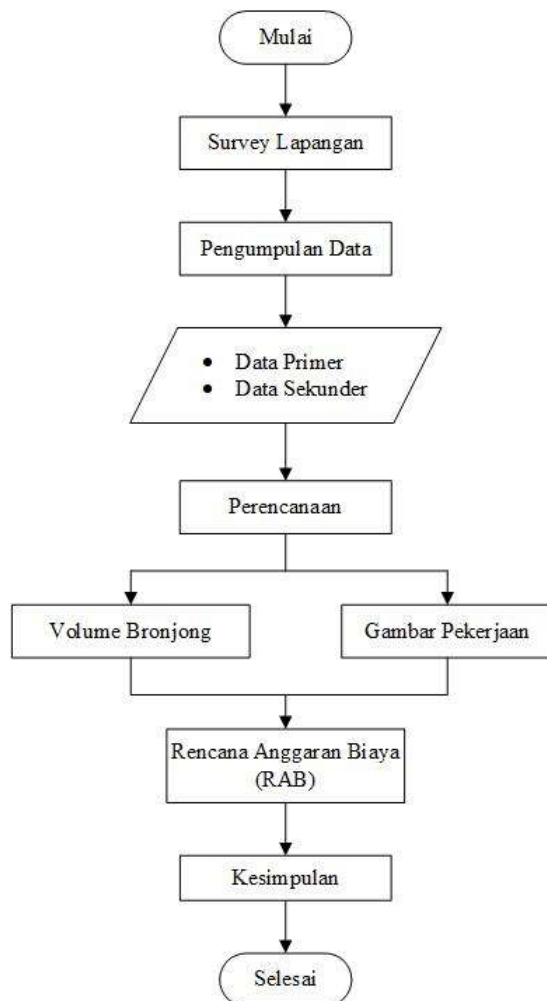 Mulai
Survey Lapangan
Pengumpulan Data
• Data Primer
• Data Sekunder
Perencanaan
Volume Bronjong
Gambar Pekerjaan
Rencana Anggaran Biaya
(RAB)
Kesimpulan
Selesai